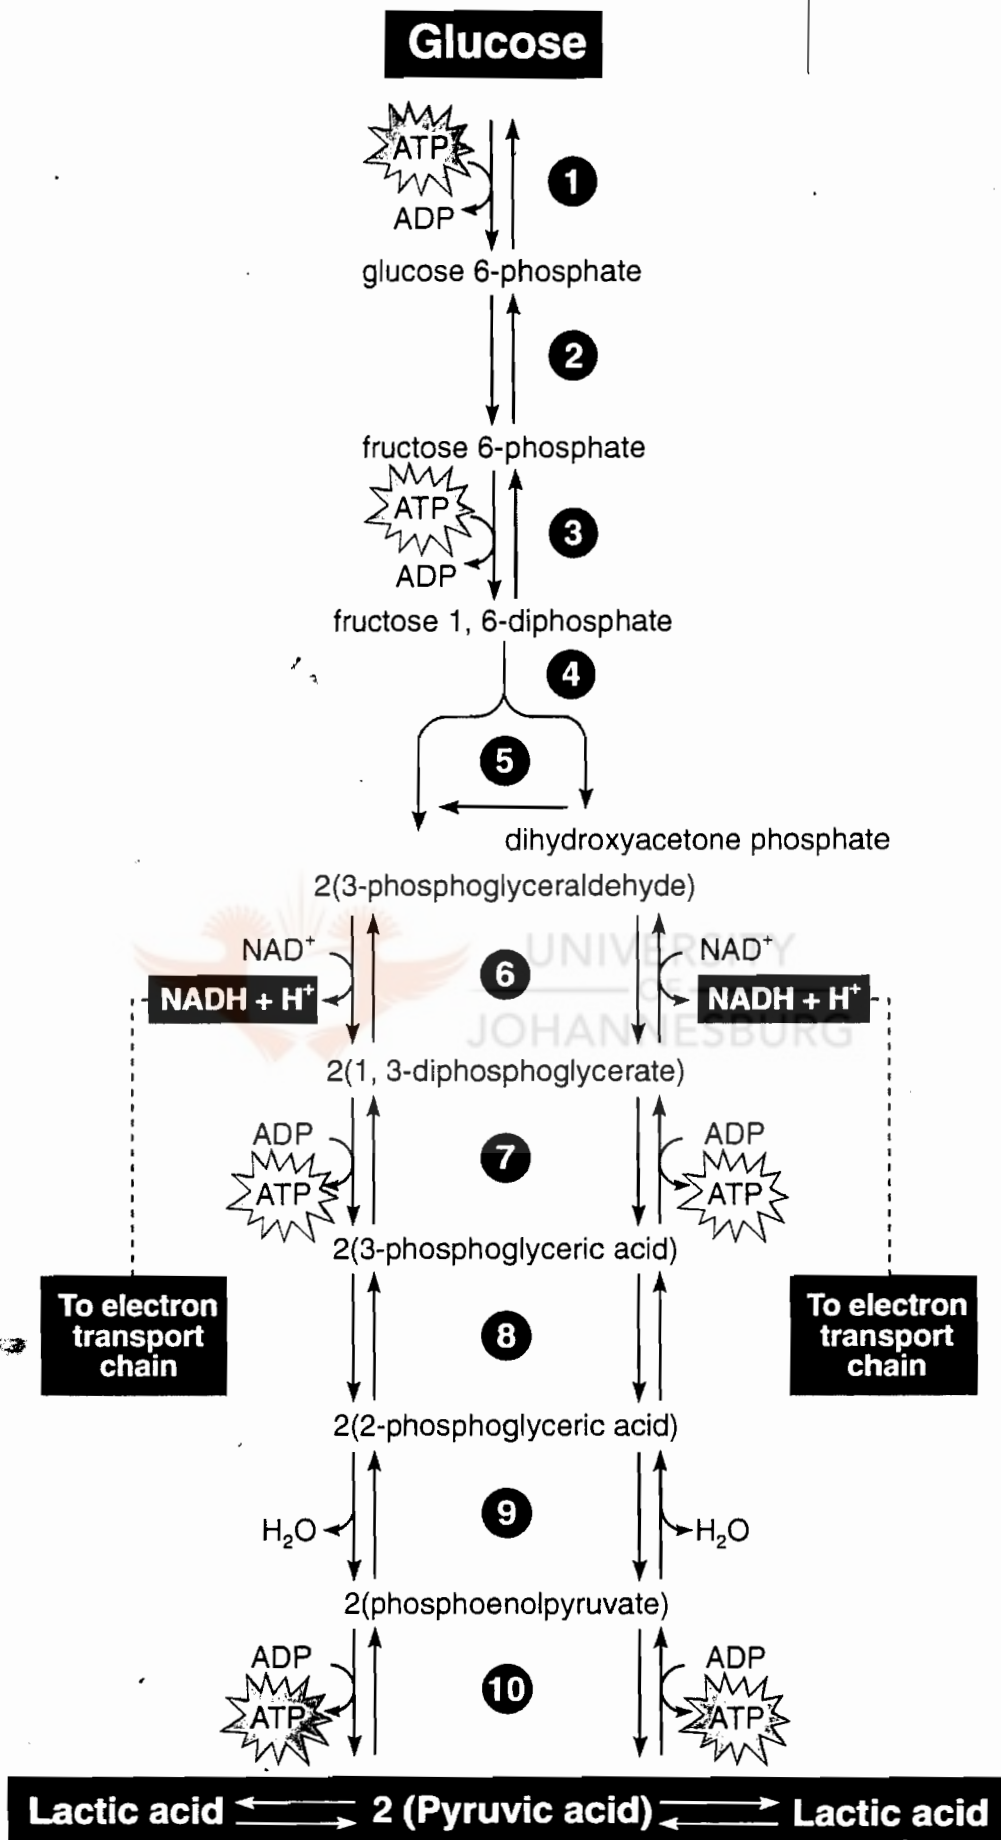 Glucose
ATP
1
ADP
glucose 6-phosphate
2
fructose 6-phosphate
ATP
3
ADP
fructose 1, 6-diphosphate
4
5
dihydroxyacetone phosphate
2(3-phosphoglyceraldehyde)
NAD⁺ 6 UNIVERSITY NAD⁺
NADH + H⁺ OF NADH + H⁺
JOHANNESBURG
2(1, 3-diphosphoglycerate)
ADP 7 ADP
ATP ATP
2(3-phosphoglyceric acid)
To electron
transport
chain
8
To electron
transport
chain
2(2-phosphoglyceric acid)
9
H₂O H₂O
2(phosphoenolpyruvate)
ADP 10 ADP
ATP ATP
Lactic acid 2 (Pyruvic acid) Lactic acid